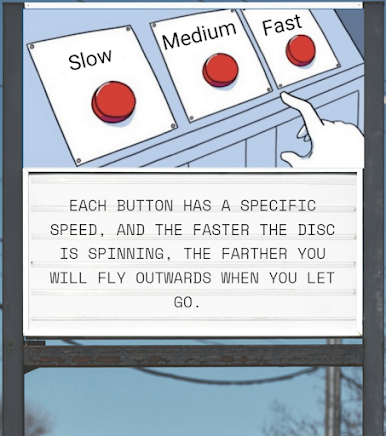 Slow
Medium
Fast
EACH BUTTON HAS A SPECIFIC
SPEED, AND THE FASTER THE DISC
IS SPINNING, THE FARTHER YOU
WILL FLY OUTWARDS WHEN YOU LET
GO.